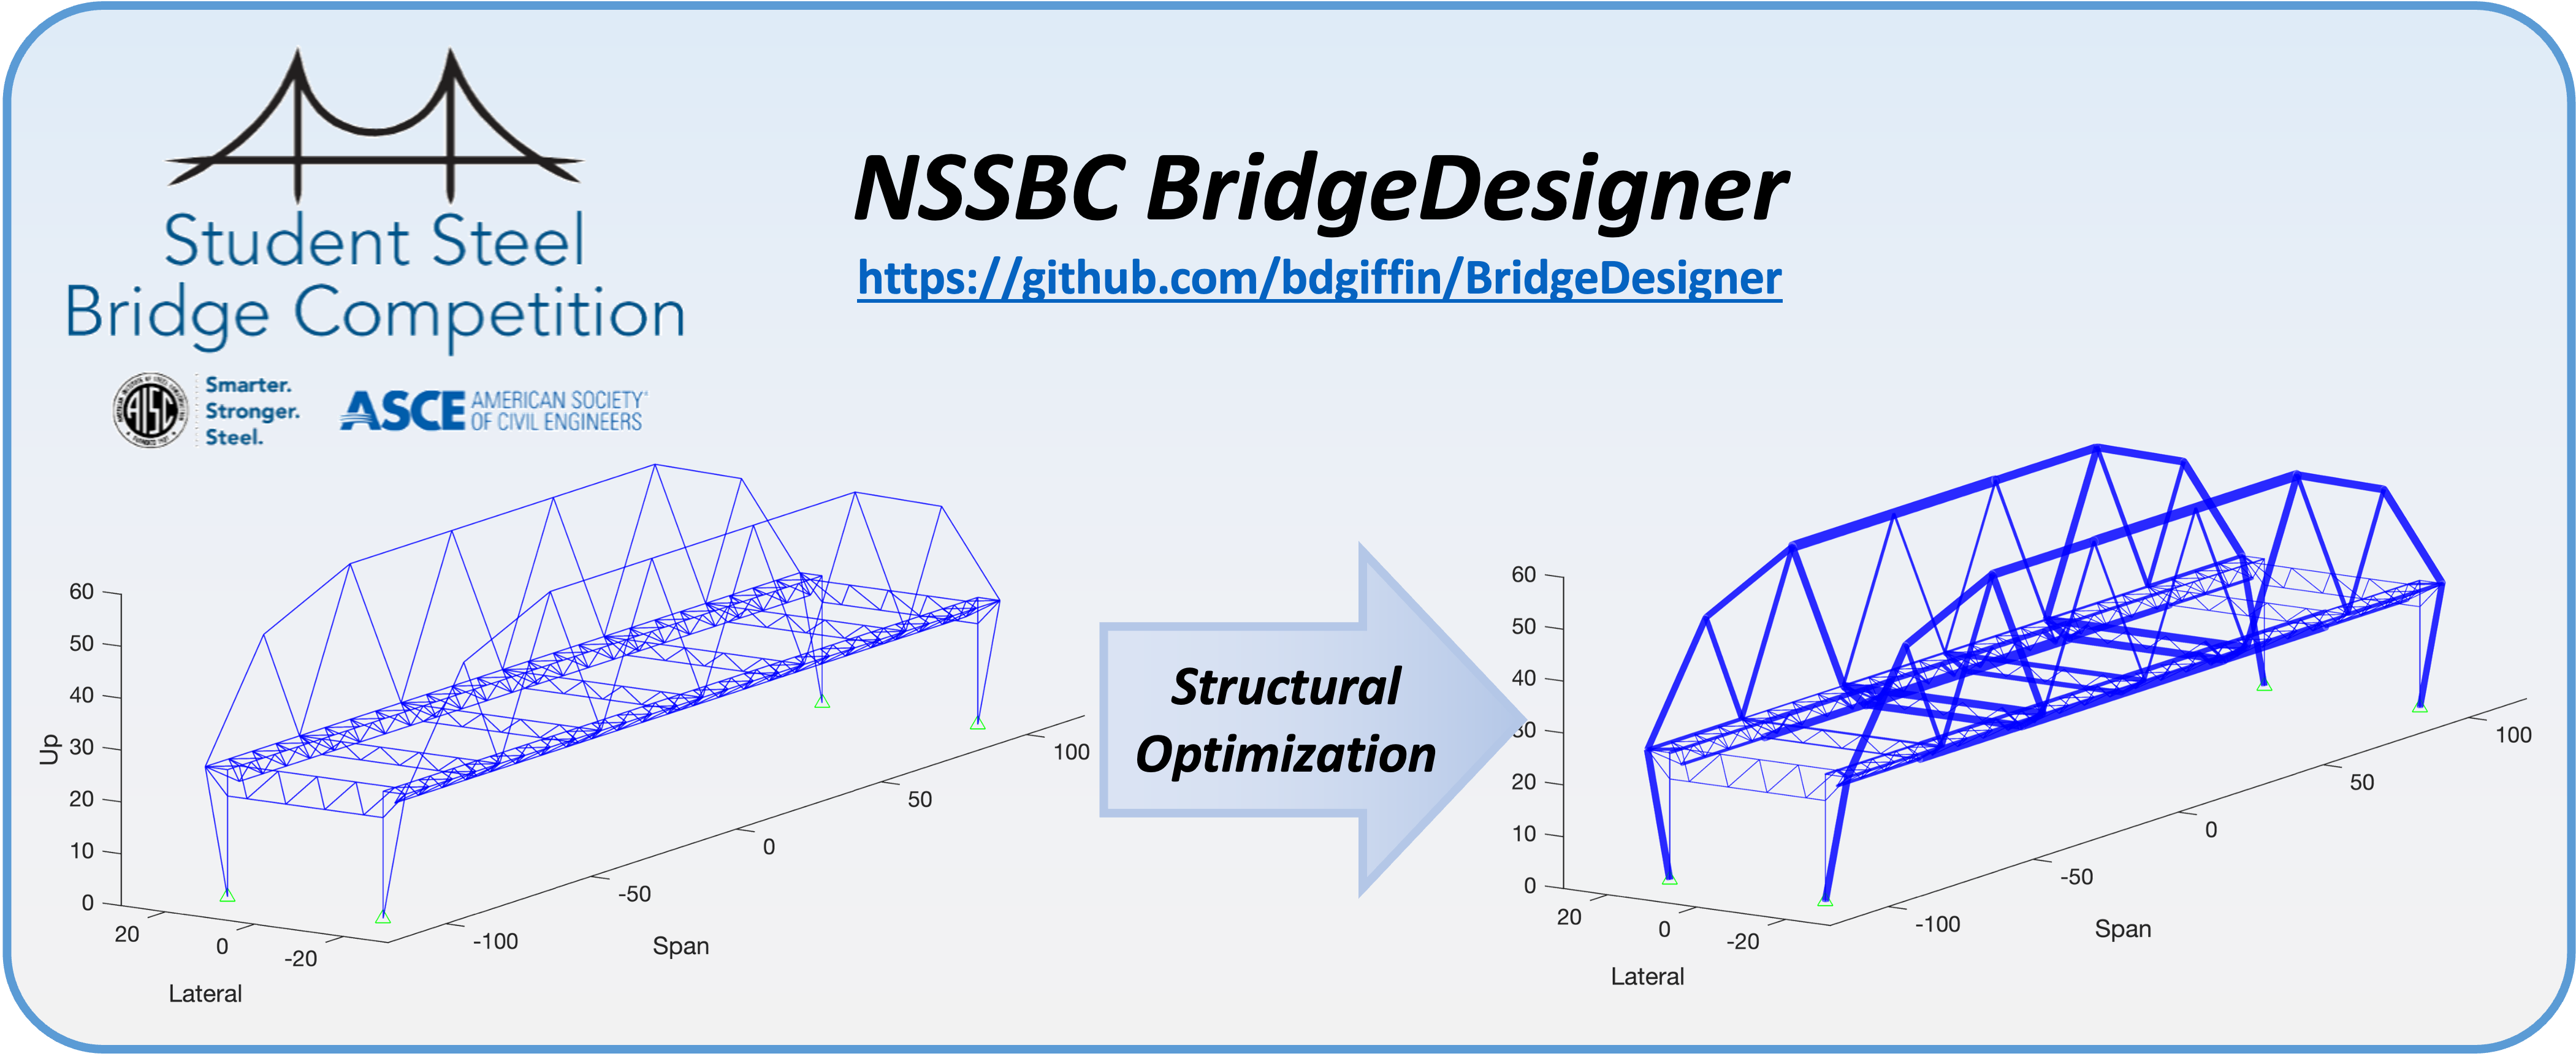 Student Steel
Bridge Competition
AISC
Smarter.
Stronger.
Steel.
ASCE
AMERICAN SOCIETY
OF CIVIL ENGINEERS
NSSBC BridgeDesigner
https://github.com/bdgiffin/BridgeDesigner
60
50
40
30
20
10
0
Up
20
0
-20
Lateral
-100
-50
0
50
100
Span
Structural
Optimization
60
50
40
30
20
10
0
20
0
-20
Lateral
-100
-50
0
50
100
Span